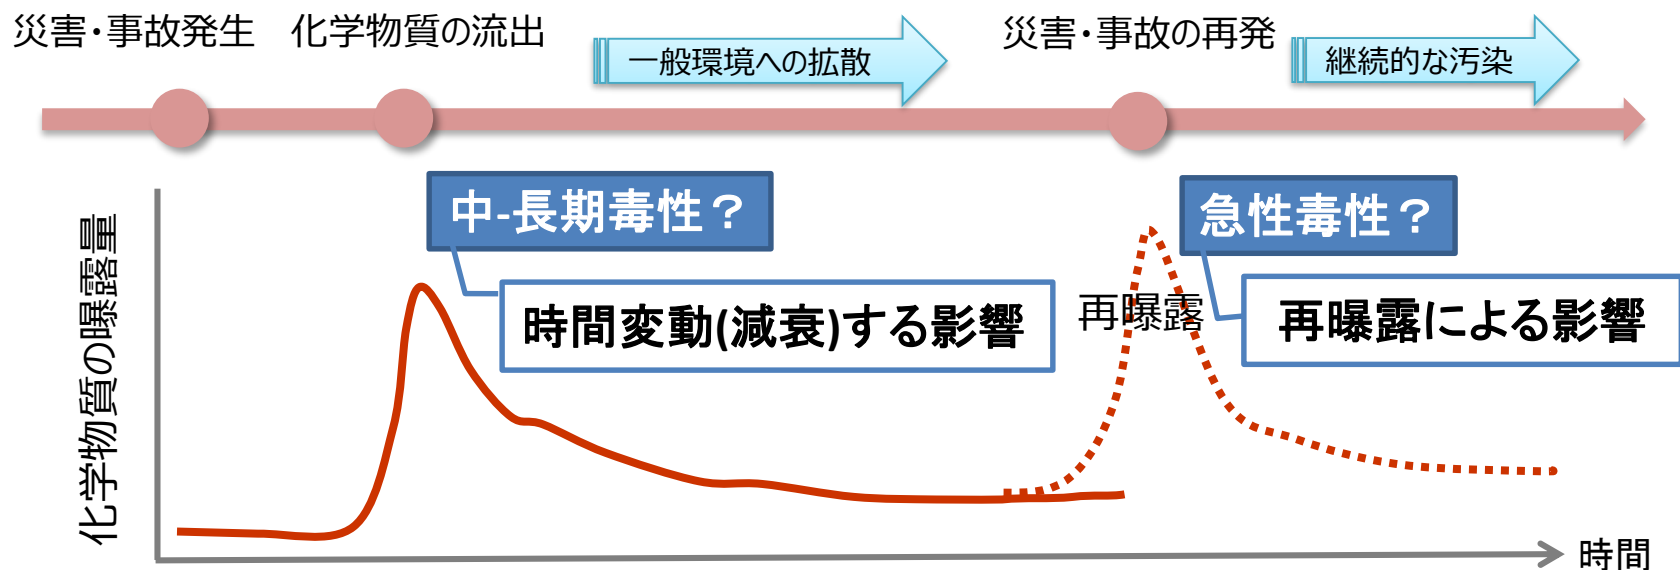 災害・事故発生
化学物質の流出
一般環境への拡散
災害・事故の再発
継続的な汚染
中-長期毒性？
急性毒性？
時間変動(減衰)する影響
再曝露
再曝露による影響
化学物質の曝露量
時間